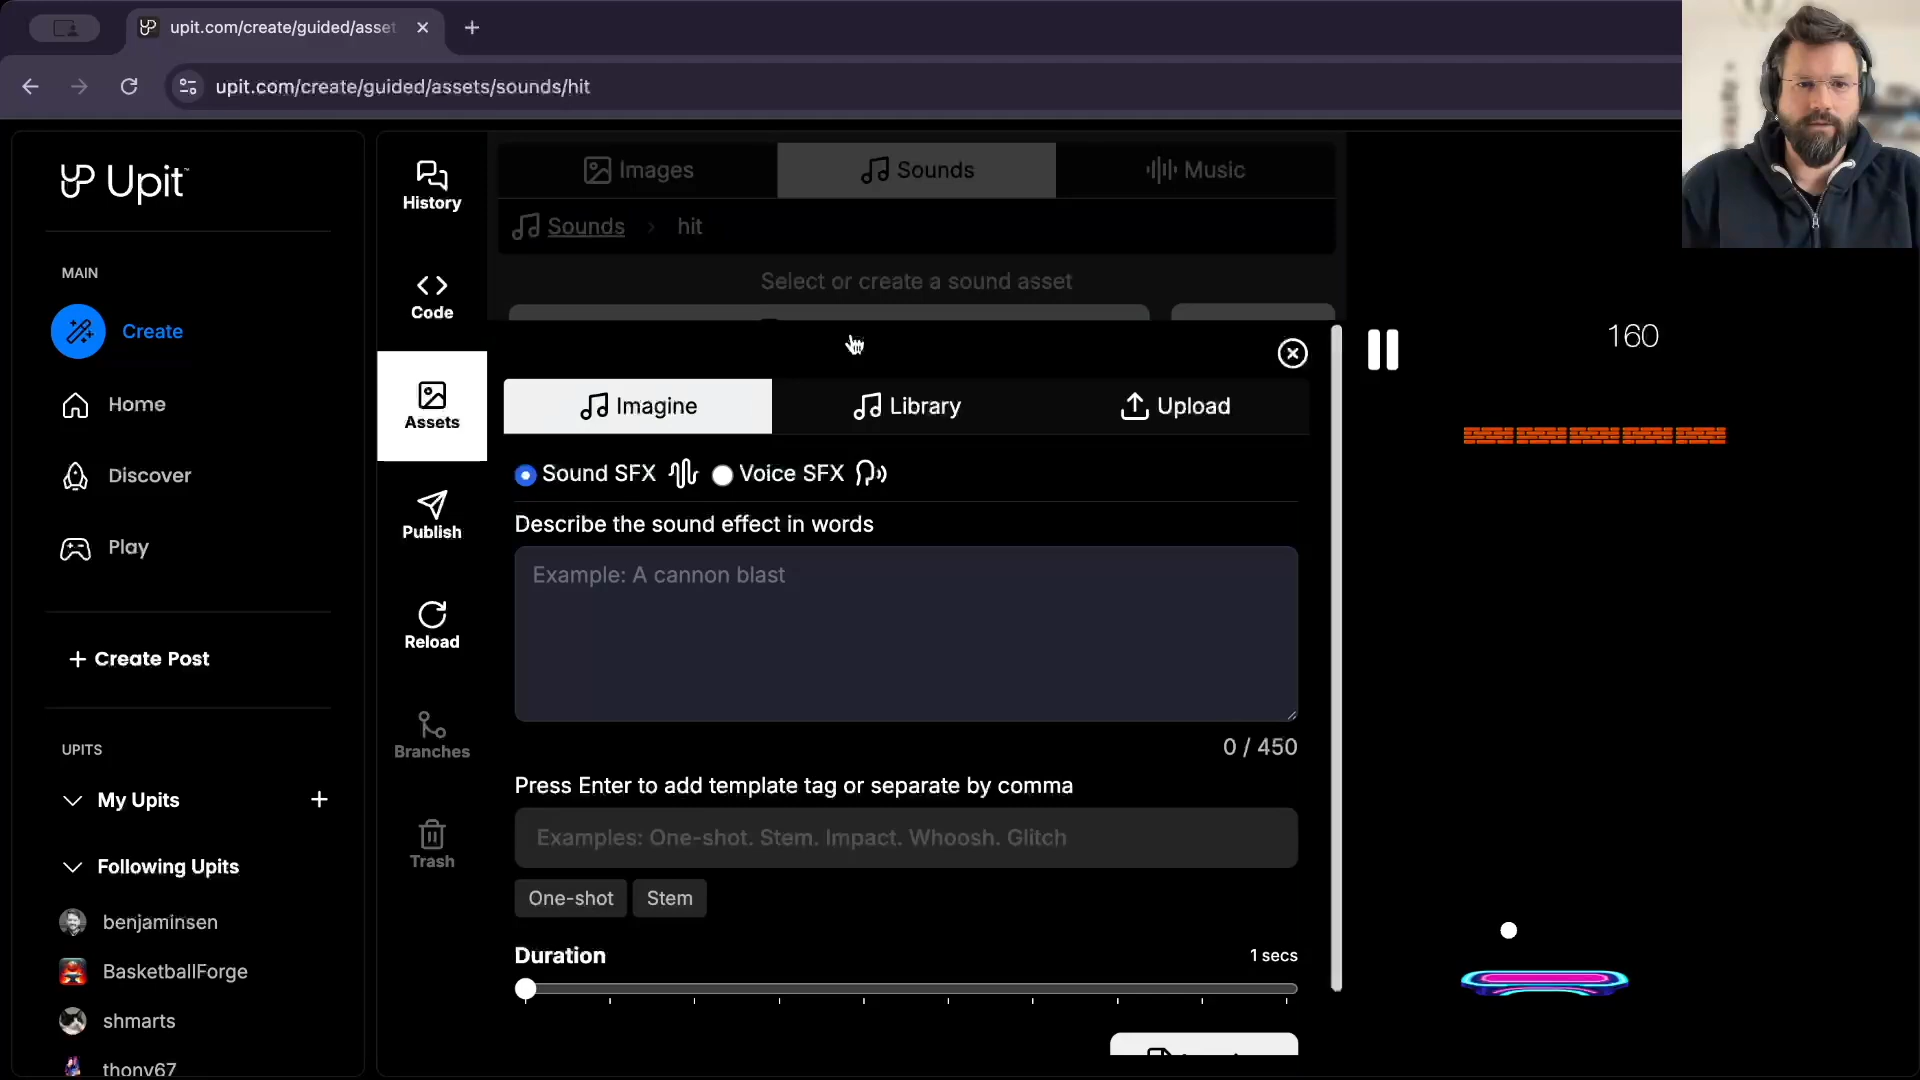 upit.com/create/guided/asset
upit.com/create/guided/assets/sounds/hit
Upit™
MAIN
Create
Home
Discover
Play
+ Create Post
UPITS
My Upits +
Following Upits
benjaminsen
BasketballForge
shmarts
thony67
History
Code
Assets
Publish
Reload
Branches
Trash
Images
Sounds
Music
Sounds > hit
Select or create a sound asset
Imagine
Library
Upload
Sound SFX
Voice SFX
Describe the sound effect in words
Example: A cannon blast
0 / 450
Press Enter to add template tag or separate by comma
Examples: One-shot. Stem. Impact. Whoosh. Glitch
One-shot
Stem
Duration
1 secs
160